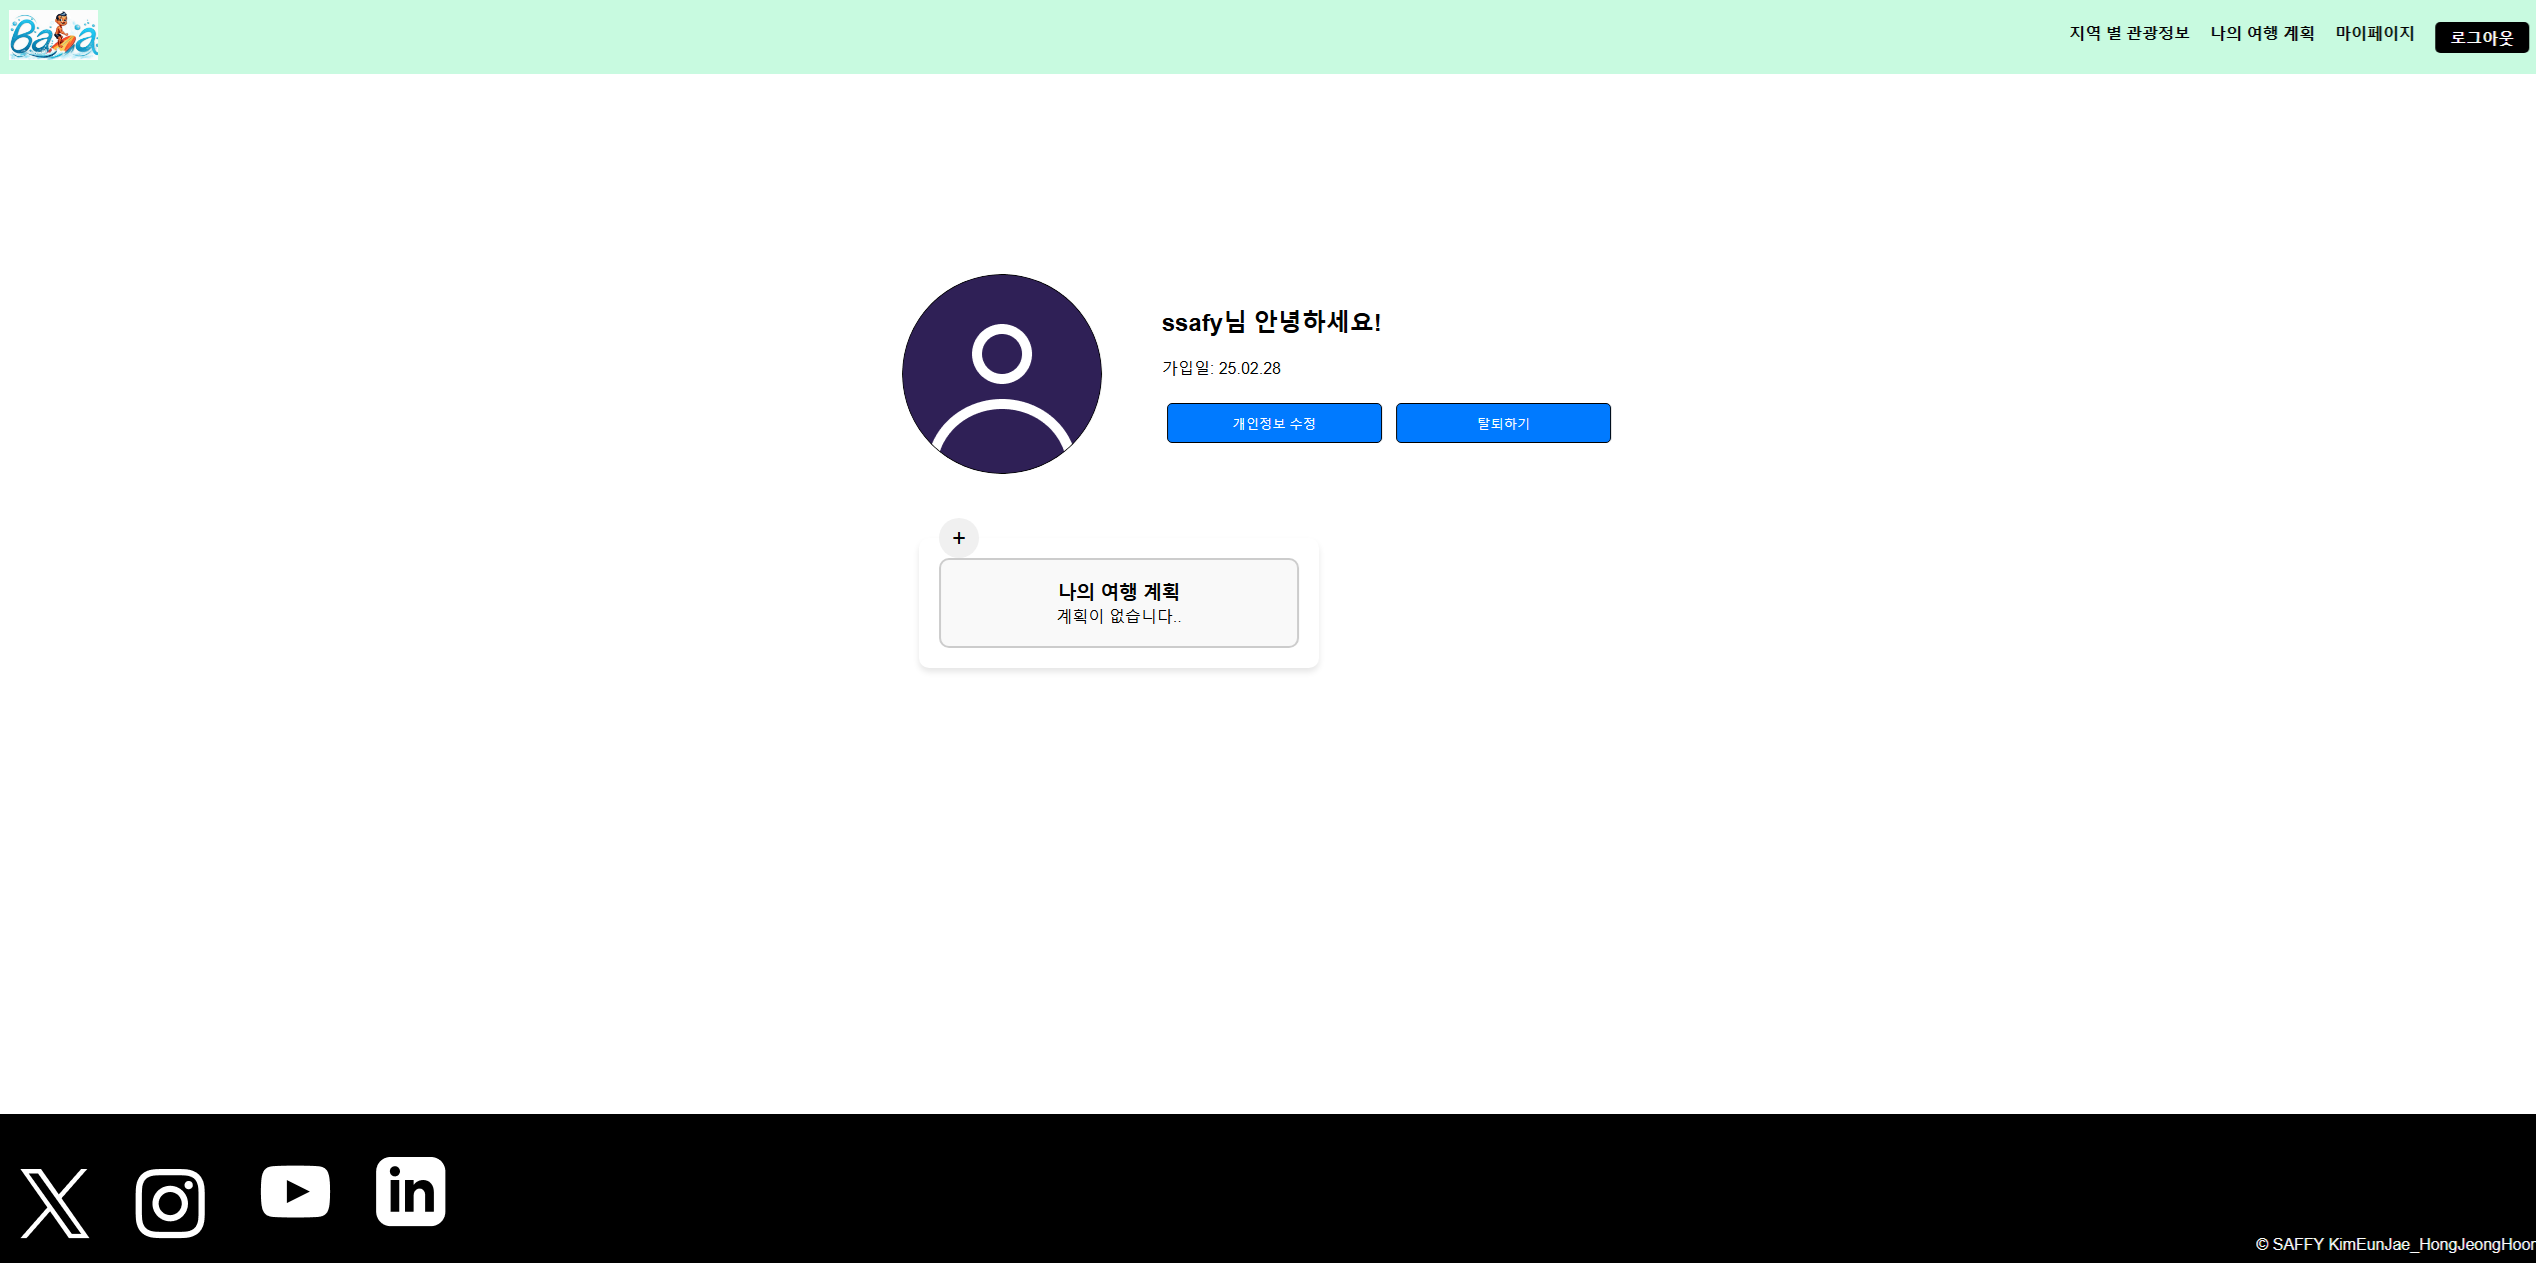 지역 별 관광정보 나의 여행 계획 마이페이지 로그아웃
ssafy님 안녕하세요!
가입일: 25.02.28
개인정보 수정 탈퇴하기
+
나의 여행 계획
계획이 없습니다..
in
© SAFFY KimEunJae_HongJeongHoon